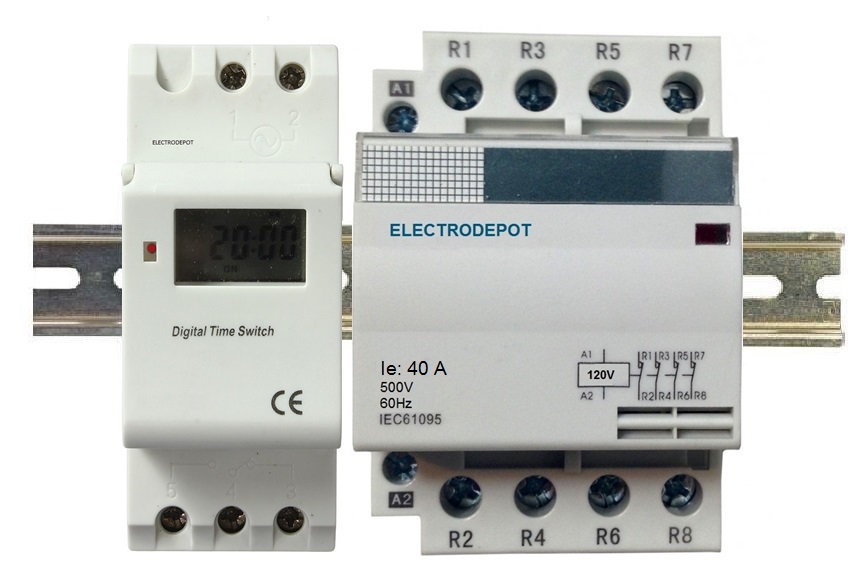 1 2
ELECTRODEPOT
20:00
ON
Digital Time Switch
CE
5 4 3
R1 R3 R5 R7
A1
ELECTRODEPOT
Ie: 40 A
500V
60Hz
IEC61095
A1 R1 R3 R5 R7
120V
A2 R2 R4 R6 R8
A2
R2 R4 R6 R8